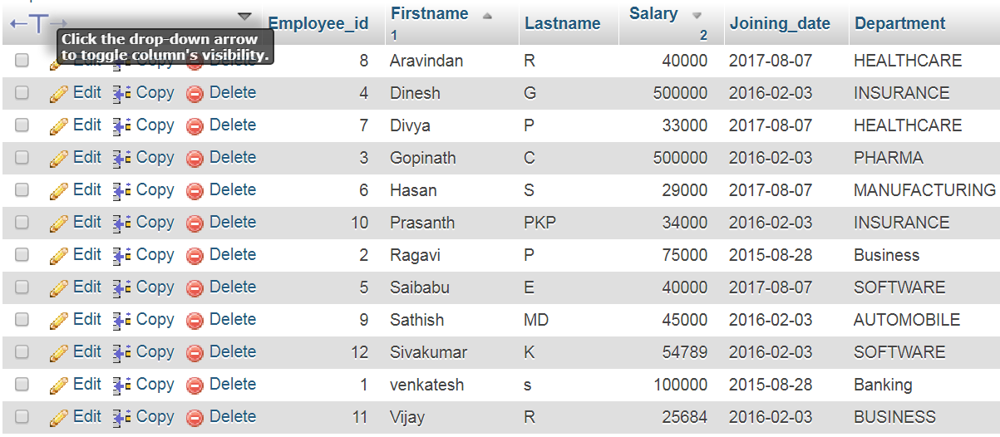 Employee_id Firstname 1 Lastname Salary 2 Joining_date Department
Click the drop-down arrow
to toggle column's visibility.
Copy Delete 8 Aravindan R 40000 2017-08-07 HEALTHCARE
Edit Copy Delete 4 Dinesh G 500000 2016-02-03 INSURANCE
Edit Copy Delete 7 Divya P 33000 2017-08-07 HEALTHCARE
Edit Copy Delete 3 Gopinath C 500000 2016-02-03 PHARMA
Edit Copy Delete 6 Hasan S 29000 2017-08-07 MANUFACTURING
Edit Copy Delete 10 Prasanth PKP 34000 2016-02-03 INSURANCE
Edit Copy Delete 2 Ragavi P 75000 2015-08-28 Business
Edit Copy Delete 5 Saibabu E 40000 2017-08-07 SOFTWARE
Edit Copy Delete 9 Sathish MD 45000 2016-02-03 AUTOMOBILE
Edit Copy Delete 12 Sivakumar K 54789 2016-02-03 SOFTWARE
Edit Copy Delete 1 venkatesh s 100000 2015-08-28 Banking
Edit Copy Delete 11 Vijay R 25684 2016-02-03 BUSINESS